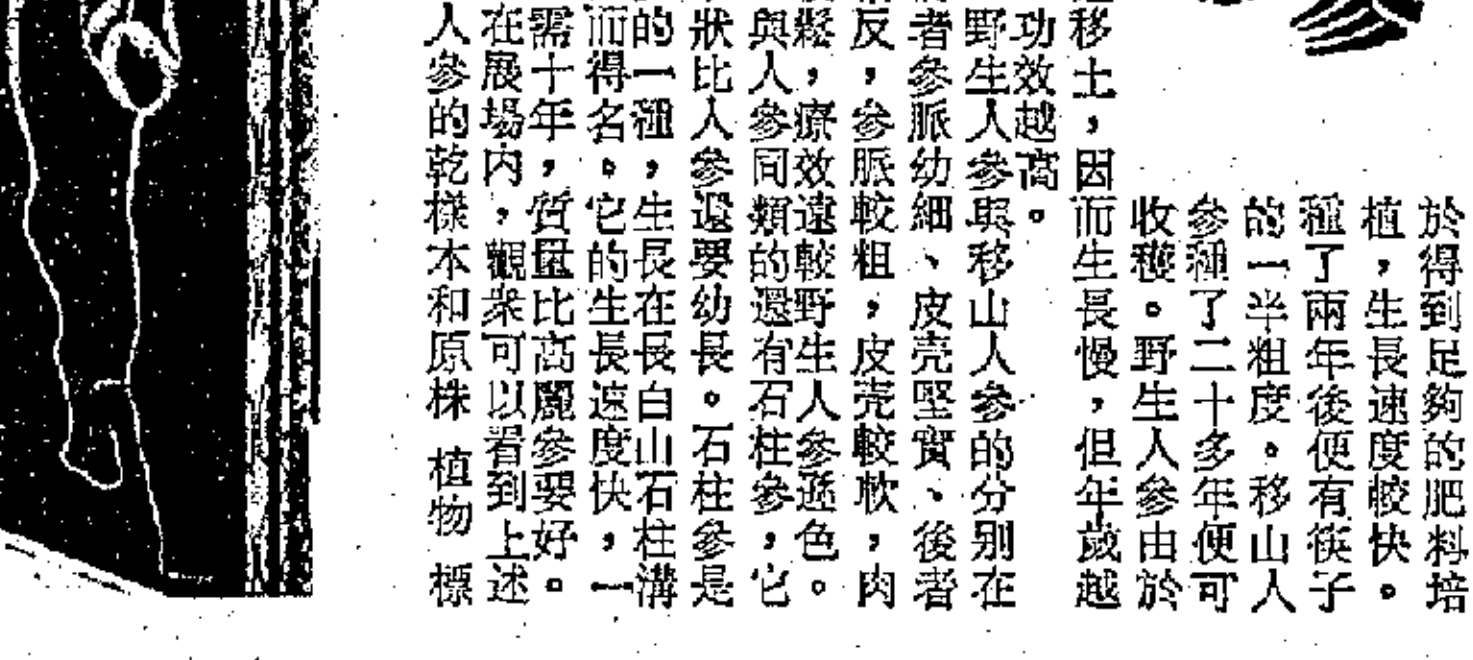 於得到足夠的肥料培
植，生長速度較快。
種了兩年後便有筷子
的一半粗度。移山人
參種了二十多年便可
收穫。野生人參由於
移土，因而生長慢，但年歲越
功效越高。
野生人參與移山人參的分別在
者參脈幼細、皮壳堅實、後者
反，參脈較粗，皮壳較軟，肉
鬆，療效遠較野生人參遜色。
與人參同類的還有石柱參，它
狀比人參還要幼長。石柱參是
的一種，生長在長白山石柱溝
而得名。它的生長速度快，一
需十年，質量比高麗參要好。
在展場內，觀衆可以看到上述
人參的乾樣本和原株植物標